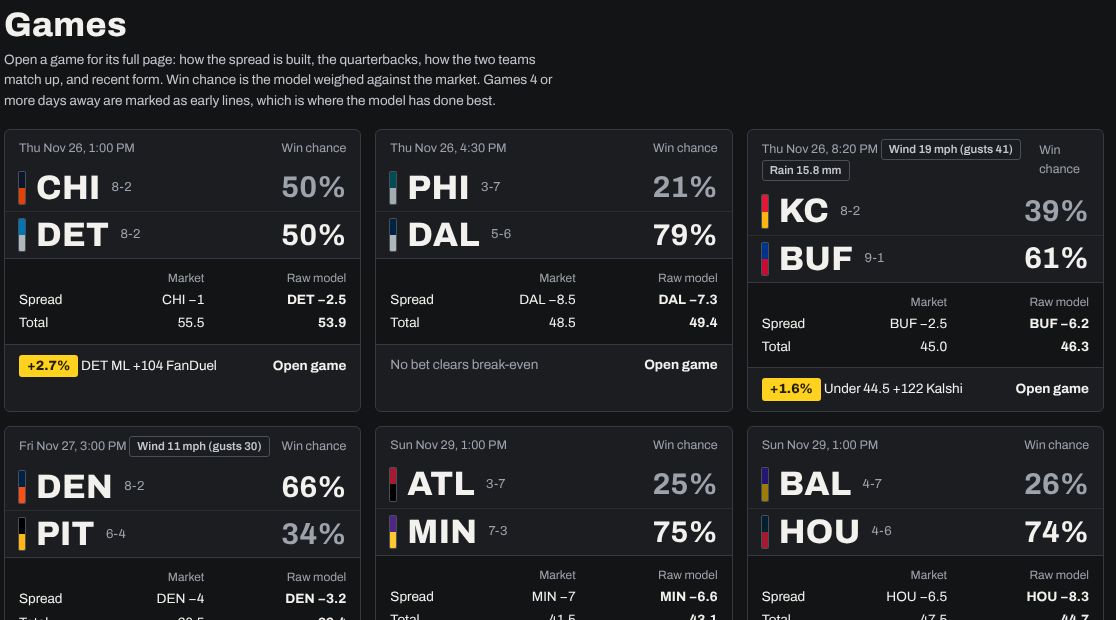 Games
Open a game for its full page: how the spread is built, the quarterbacks, how the two teams
match up, and recent form. Win chance is the model weighed against the market. Games 4 or
more days away are marked as early lines, which is where the model has done best.
Thu Nov 26, 1:00 PM Win chance
CHI 8-2 50%
DET 8-2 50%
Market Raw model
Spread CHI −1 DET −2.5
Total 55.5 53.9
+2.7% DET ML +104 FanDuel Open game
Thu Nov 26, 4:30 PM Win chance
PHI 3-7 21%
DAL 5-6 79%
Market Raw model
Spread DAL −8.5 DAL −7.3
Total 48.5 49.4
No bet clears break-even Open game
Thu Nov 26, 8:20 PM Wind 19 mph (gusts 41) Win
Rain 15.8 mm chance
KC 8-2 39%
BUF 9-1 61%
Market Raw model
Spread BUF −2.5 BUF −6.2
Total 45.0 46.3
+1.6% Under 44.5 +122 Kalshi Open game
Fri Nov 27, 3:00 PM Wind 11 mph (gusts 30) Win chance
DEN 8-2 66%
PIT 6-4 34%
Market Raw model
Spread DEN −4 DEN −3.2
Sun Nov 29, 1:00 PM Win chance
ATL 3-7 25%
MIN 7-3 75%
Market Raw model
Spread MIN −7 MIN −6.6
Total 41.5 43.1
Sun Nov 29, 1:00 PM Win chance
BAL 4-7 26%
HOU 4-6 74%
Market Raw model
Spread HOU −6.5 HOU −8.3
Total 47.5 44.7